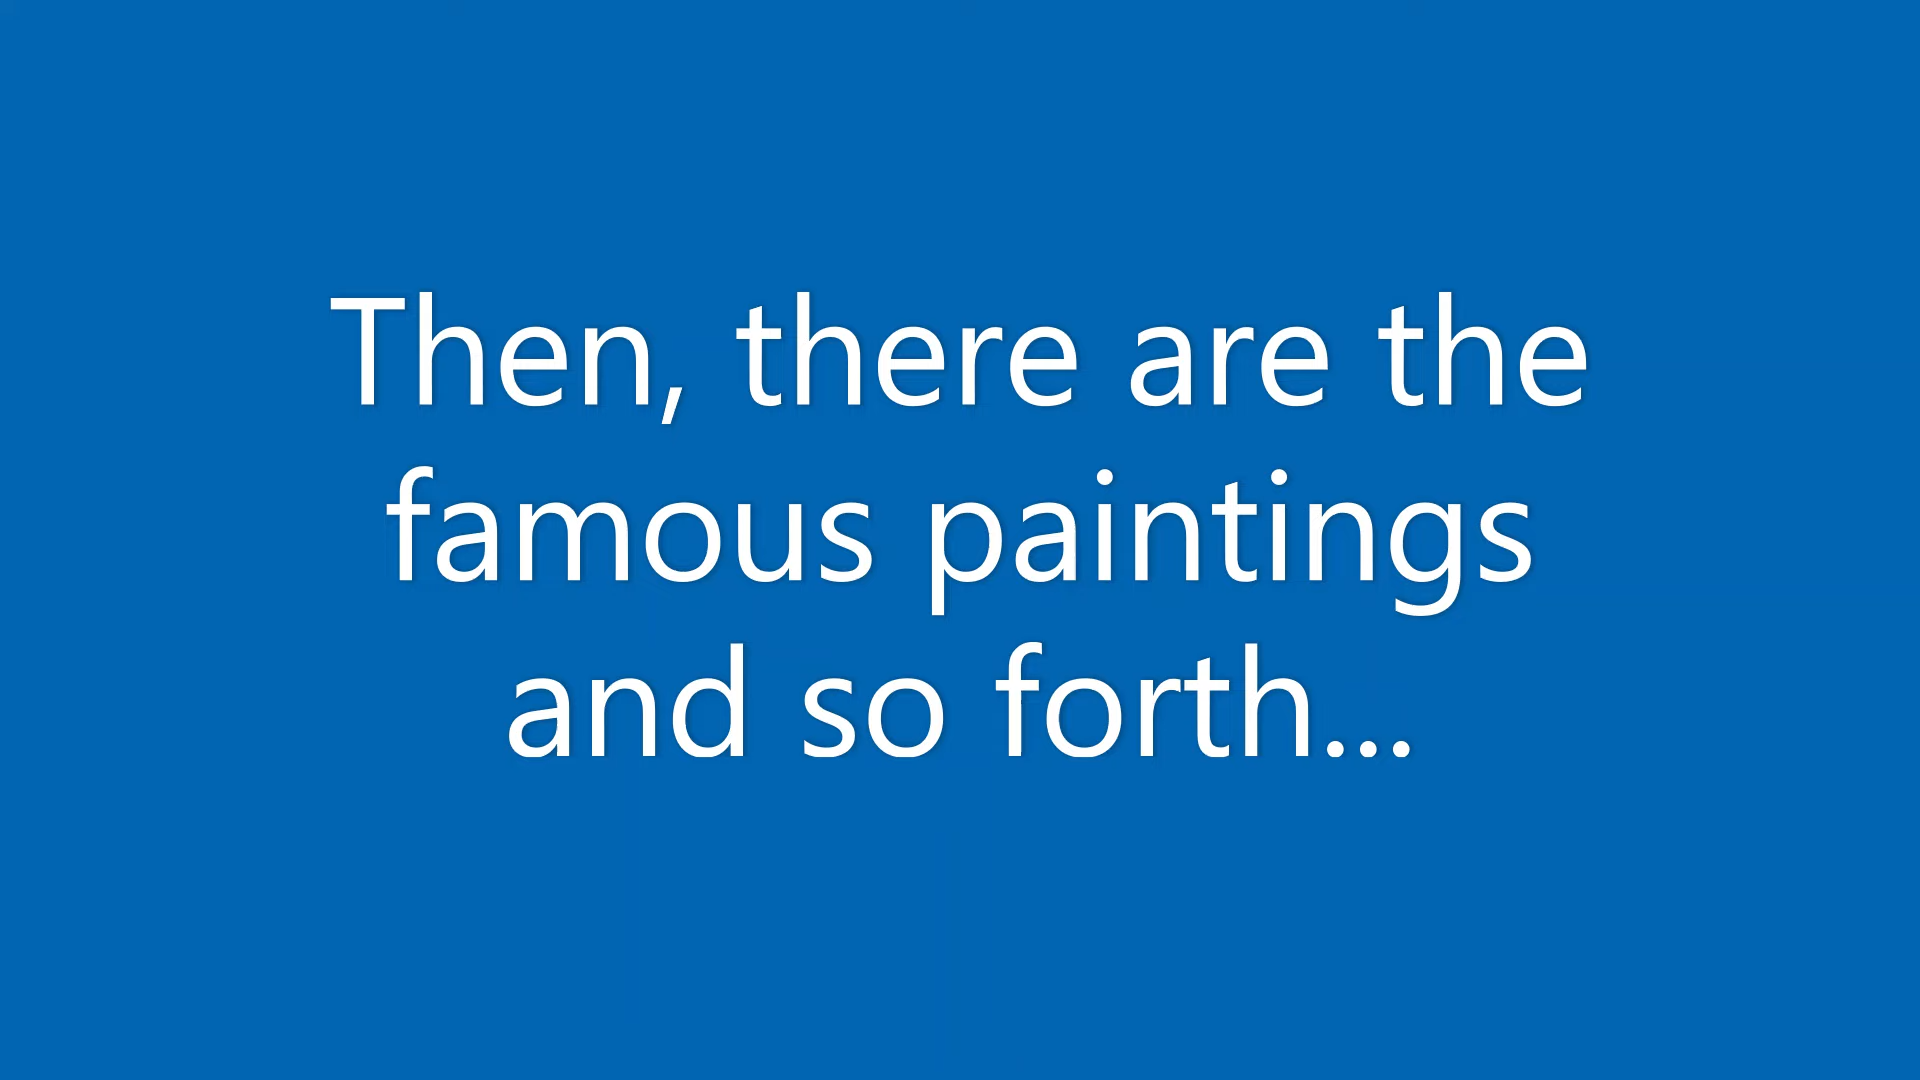 Then, there are the
famous paintings
and so forth...